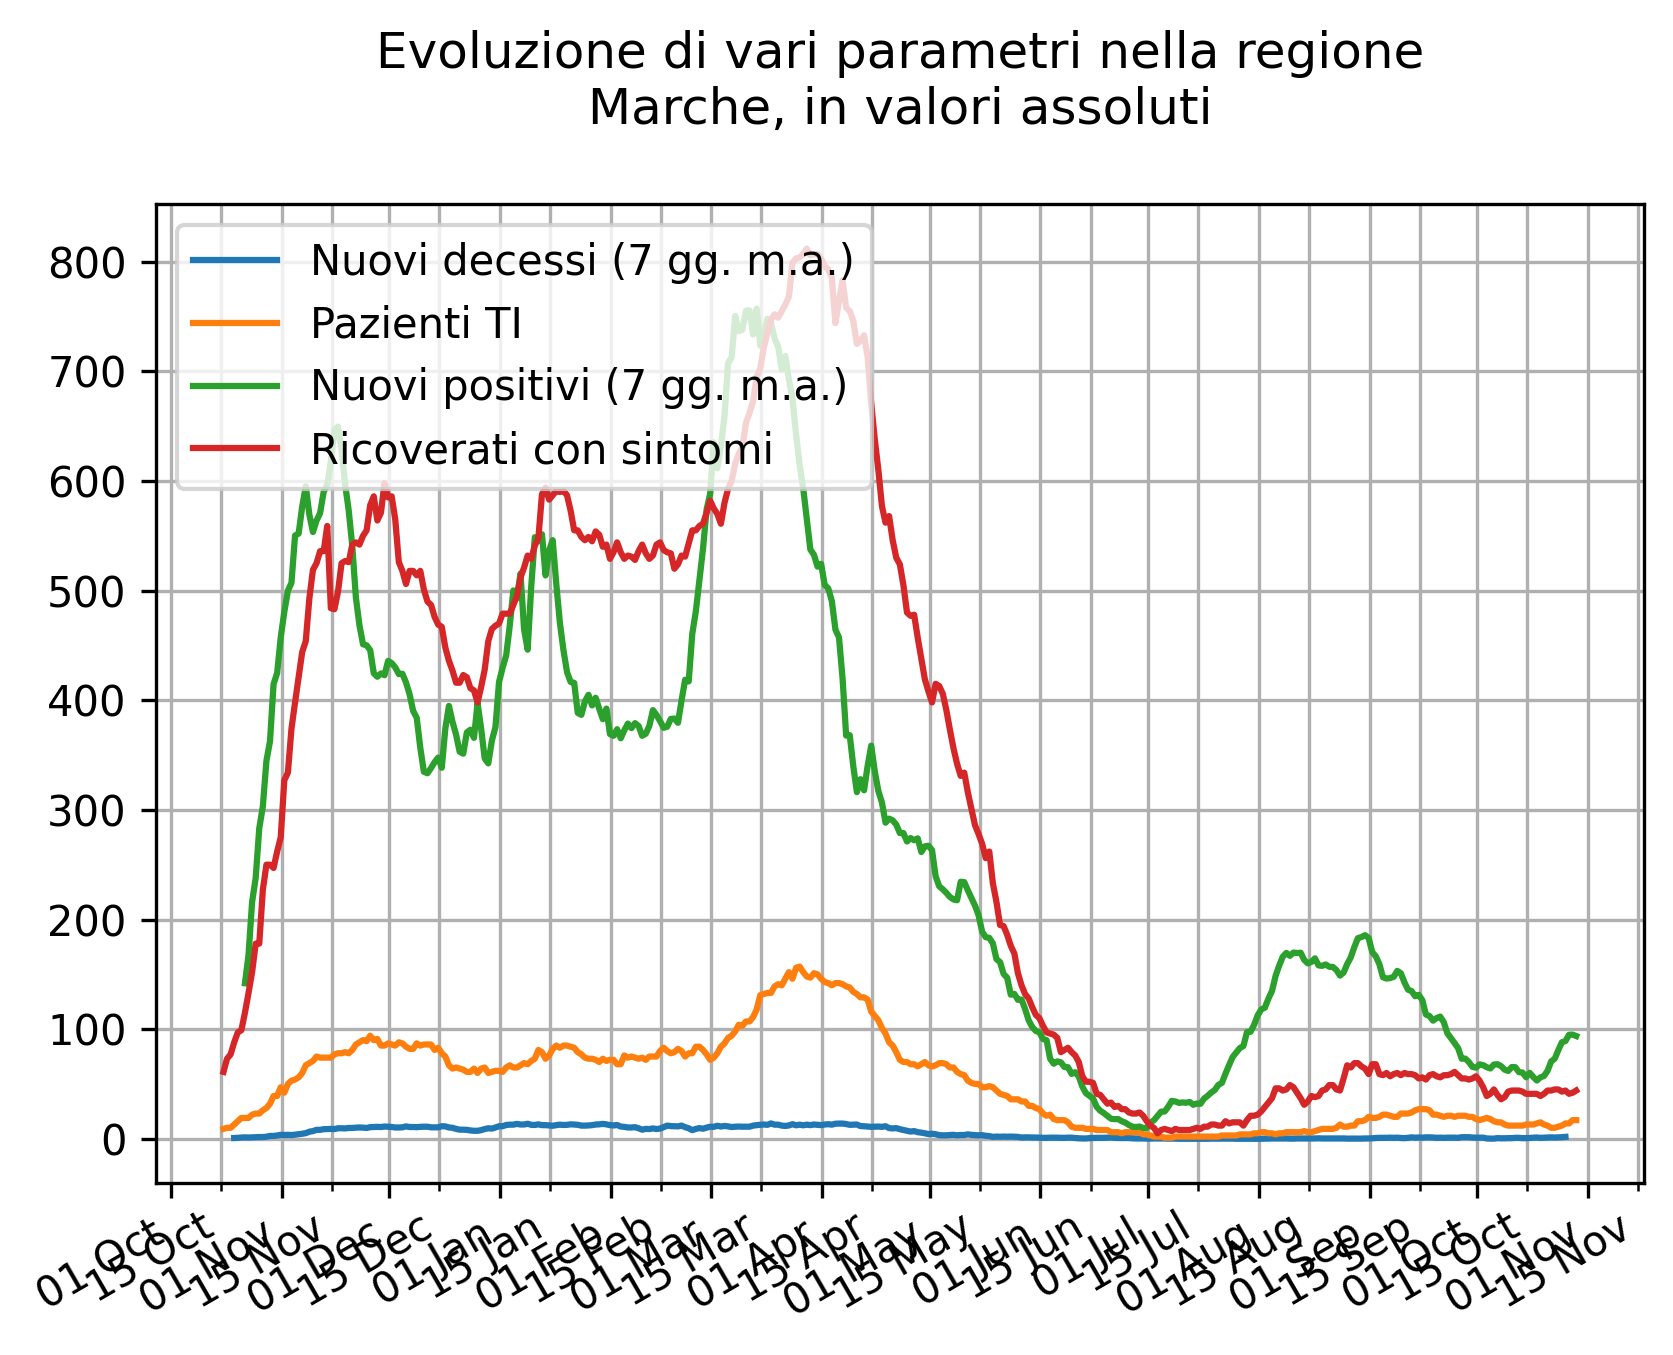 Evoluzione di vari parametri nella regione
Marche, in valori assoluti
Nuovi decessi (7 gg. m.a.)
Pazienti TI
Nuovi positivi (7 gg. m.a.)
Ricoverati con sintomi
800
700
600
500
400
300
200
100
0
01 Oct
15 Oct
01 Nov
15 Nov
01 Dec
15 Dec
01 Jan
15 Jan
01 Feb
15 Feb
01 Mar
15 Mar
01 Apr
15 Apr
01 May
15 May
01 Jun
15 Jun
01 Jul
15 Jul
01 Aug
15 Aug
01 Sep
15 Sep
01 Oct
15 Oct
01 Nov
15 Nov